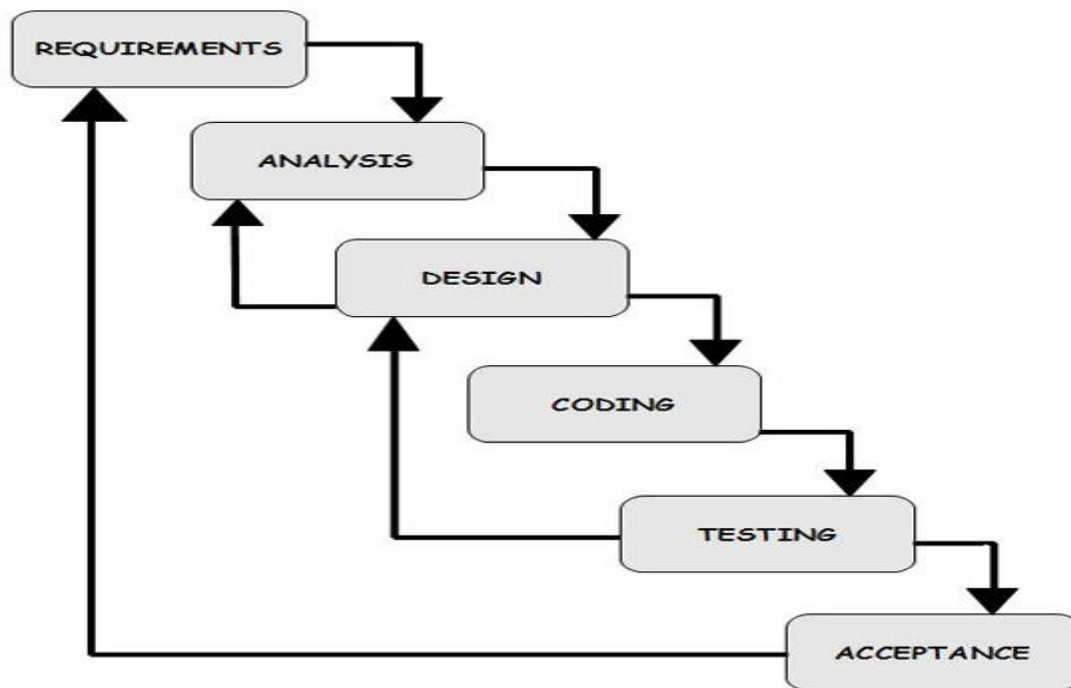 REQUIREMENTS
ANALYSIS
DESIGN
CODING
TESTING
ACCEPTANCE